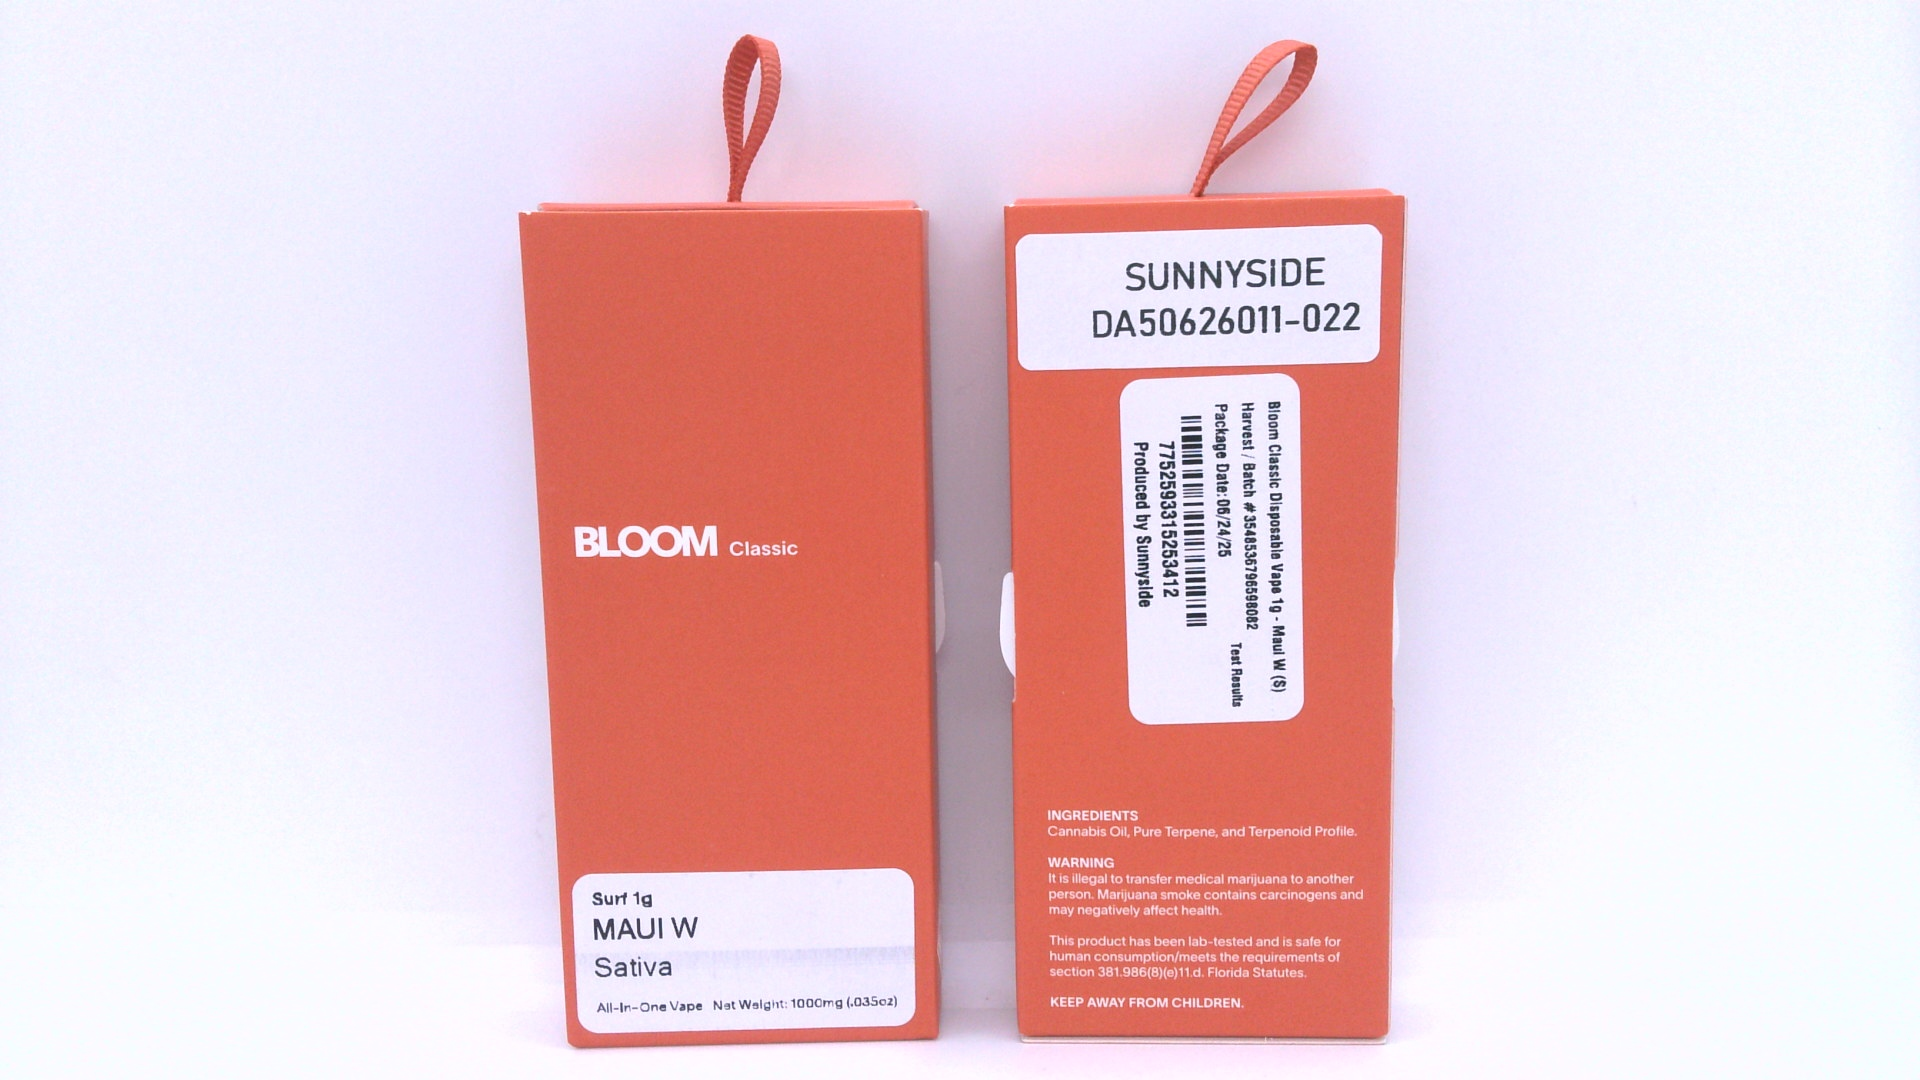 BLOOM Classic
Surf 1g
MAUI W
Sativa
All-In-One Vape Net Weight: 1000mg (.035oz)
SUNNYSIDE
DA50626011-022
Bloom Classic Disposable Vape 1g - Maui W (S)
Harvest / Batch # 3548536796598082
Test Results
Package Date: 06/24/25
7752593315253412
Produced by Sunnyside
INGREDIENTS
Cannabis Oil, Pure Terpene, and Terpenoid Profile.
WARNING
It is illegal to transfer medical marijuana to another
person. Marijuana smoke contains carcinogens and
may negatively affect health.
This product has been lab-tested and is safe for
human consumption/meets the requirements of
section 381.986(8)(e)11.d. Florida Statutes.
KEEP AWAY FROM CHILDREN.